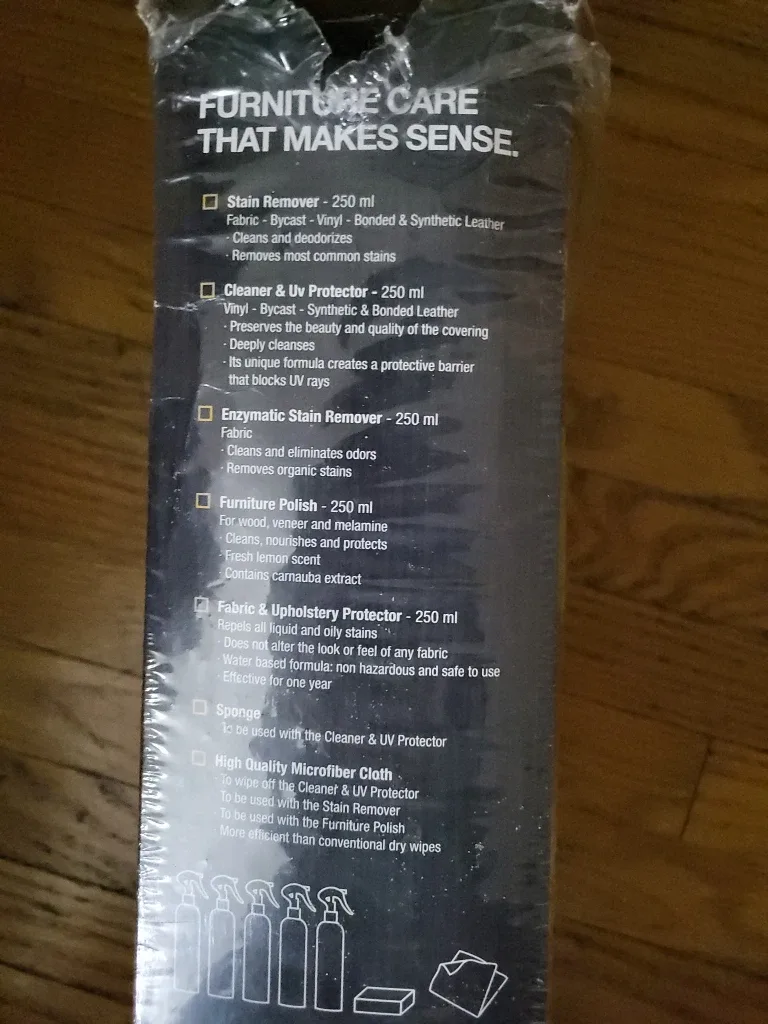 FURNITURE CARE
THAT MAKES SENSE.
Stain Remover - 250 ml
Fabric - Bycast - Vinyl - Bonded & Synthetic Leather
· Cleans and deodorizes
· Removes most common stains
Cleaner & Uv Protector - 250 ml
Vinyl - Bycast - Synthetic & Bonded Leather
· Preserves the beauty and quality of the covering
· Deeply cleanses
· Its unique formula creates a protective barrier
that blocks UV rays
Enzymatic Stain Remover - 250 ml
Fabric
· Cleans and eliminates odors
· Removes organic stains
Furniture Polish - 250 ml
For wood, veneer and melamine
· Cleans, nourishes and protects
· Fresh lemon scent
· Contains carnauba extract
Fabric & Upholstery Protector - 250 ml
Repels all liquid and oily stains
· Does not alter the look or feel of any fabric
· Water based formula: non hazardous and safe to use
· Effective for one year
Sponge
· To be used with the Cleaner & UV Protector
High Quality Microfiber Cloth
· To wipe off the Cleaner & UV Protector
· To be used with the Stain Remover
· To be used with the Furniture Polish
· More efficient than conventional dry wipes